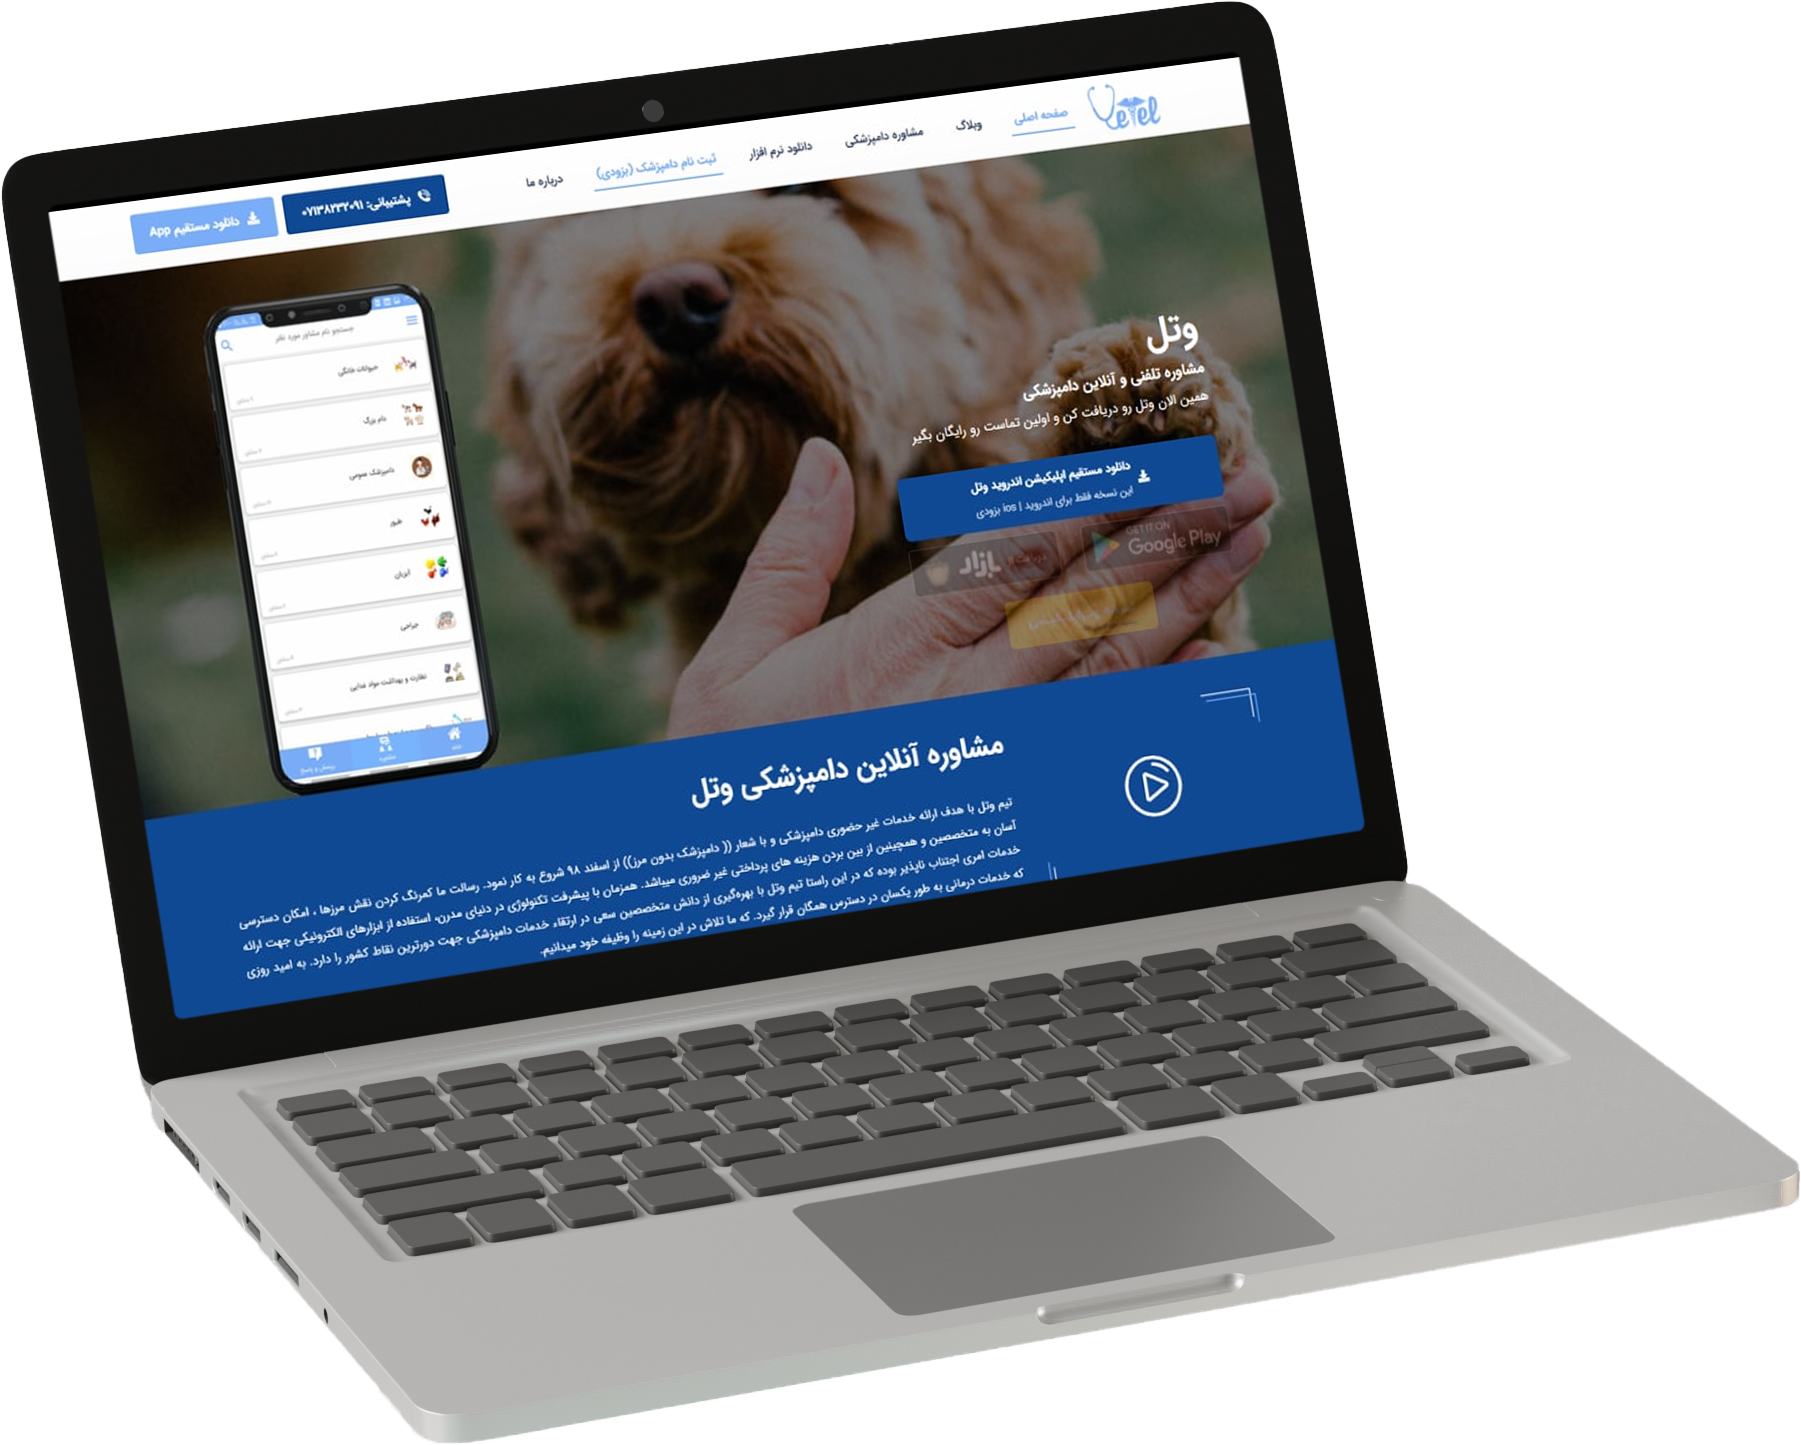 Vetel
صفحه اصلی
وبلاگ
مشاوره دامپزشکی
دانلود نرم افزار
ثبت نام دامپزشک (بزودی)
درباره ما
پشتیبانی: ۰۷۱۳۸۲۳۲۰۹۱
دانلود مستقیم App
وتل
مشاوره تلفنی و آنلاین دامپزشکی
همین الان وتل رو دریافت کن و اولین تماست رو رایگان بگیر
دانلود مستقیم اپلیکیشن اندروید وتل
این نسخه فقط برای اندروید | ios بزودی
GET IT ON
Google Play
بازار
جستجو نام مشاور مورد نظر
حیوانات خانگی
دام بزرگ
دامپزشک عمومی
طیور
آبزیان
جراحی
نظارت و بهداشت مواد غذایی
خانه
مشاوره
پرسش و پاسخ
مشاوره آنلاین دامپزشکی وتل
تیم وتل با هدف ارائه خدمات غیر حضوری دامپزشکی و با شعار (( دامپزشک بدون مرز)) از اسفند ۹۸ شروع به کار نمود. رسالت ما کمرنگ کردن نقش مرزها ، امکان دسترسی
آسان به متخصصین و همچینین از بین بردن هزینه های پرداختی غیر ضروری میباشد. همزمان با پیشرفت تکنولوژی در دنیای مدرن، استفاده از ابزارهای الکترونیکی جهت ارائه
خدمات امری اجتناب ناپذیر بوده که در این راستا تیم وتل با بهره‌گیری از دانش متخصصین سعی در ارتقاء خدمات دامپزشکی جهت دورترین نقاط کشور را دارد. به امید روزی
که خدمات درمانی به طور یکسان در دسترس همگان قرار گیرد. که ما تلاش در این زمینه را وظیفه خود میدانیم.